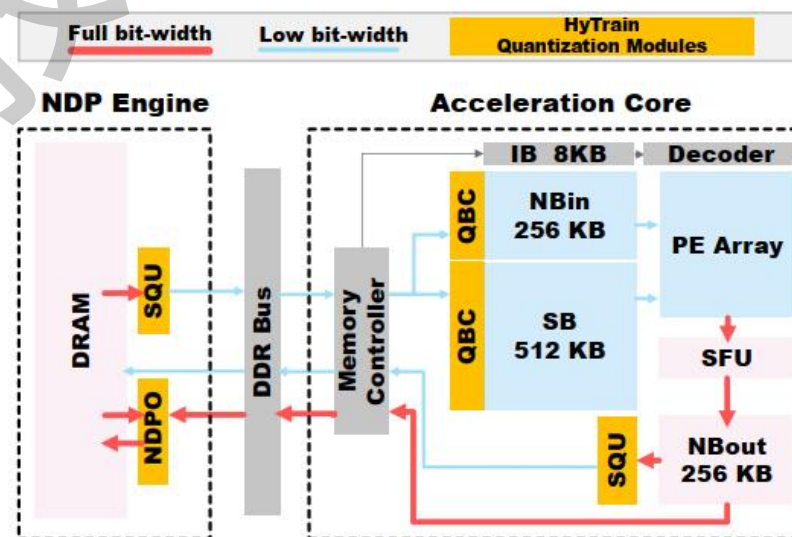 Full bit-width
Low bit-width
HyTrain
Quantization Modules
NDP Engine
Acceleration Core
IB 8KB
Decoder
QBC
NBin
256 KB
PE Array
SQU
DRAM
DDR Bus
Memory
Controller
QBC
SB
512 KB
SFU
NDPO
SQU
NBout
256 KB